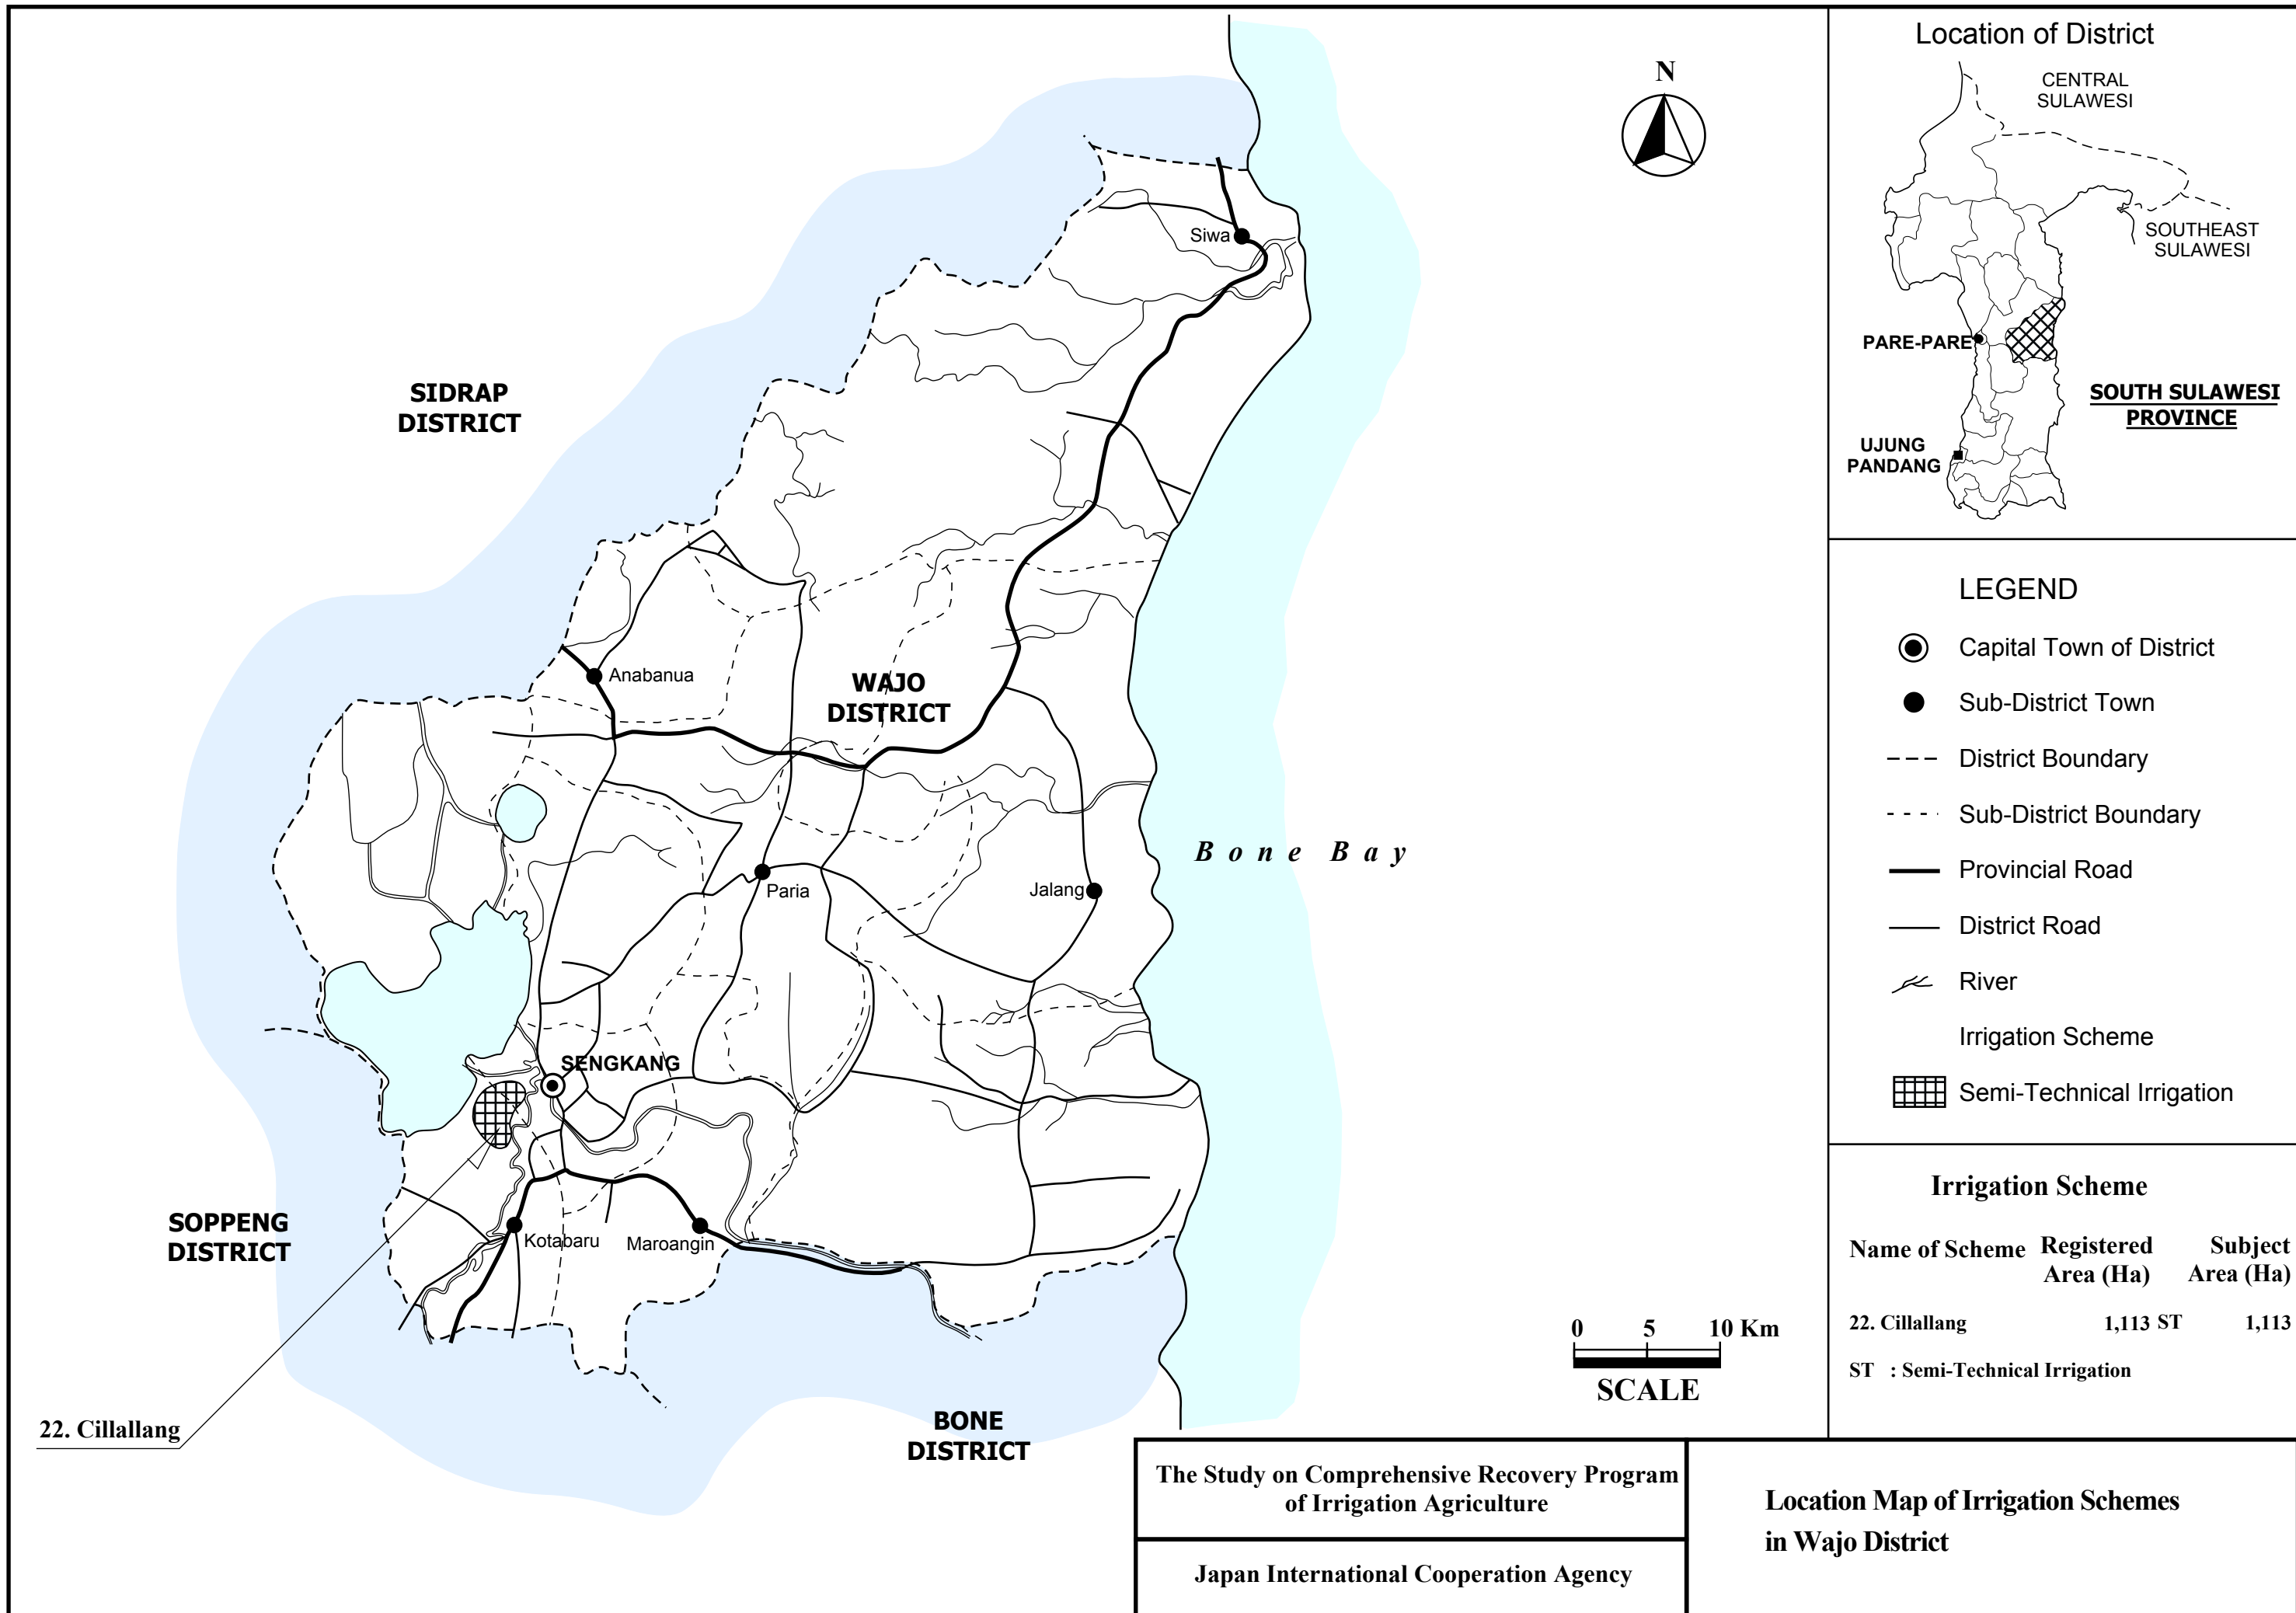 N
Siwa
SIDRAP
DISTRICT
Anabanua
WAJO
DISTRICT
Paria
Jalang
Bone Bay
SENGKANG
SOPPENG
DISTRICT
Kotabaru
Maroangin
22. Cillallang
BONE
DISTRICT
0 5 10 Km
SCALE
Location of District
CENTRAL
SULAWESI
SOUTHEAST
SULAWESI
PARE-PARE
SOUTH SULAWESI
PROVINCE
UJUNG
PANDANG
LEGEND
Capital Town of District
Sub-District Town
District Boundary
Sub-District Boundary
Provincial Road
District Road
River
Irrigation Scheme
Semi-Technical Irrigation
Irrigation Scheme
Name of Scheme Registered Area (Ha) Subject Area (Ha)
22. Cillallang 1,113 ST 1,113
ST : Semi-Technical Irrigation
The Study on Comprehensive Recovery Program
of Irrigation Agriculture
Japan International Cooperation Agency
Location Map of Irrigation Schemes
in Wajo District